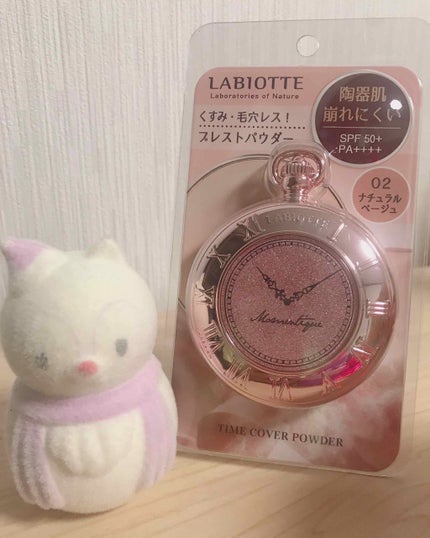 LABIOTTE
Laboratories of Nature
くすみ・毛穴レス!
プレストパウダー
陶器肌
崩れにくい
SPF 50+
PA++++
02
ナチュラル
ベージュ
LABIOTTE
Momentique
TIME COVER POWDER